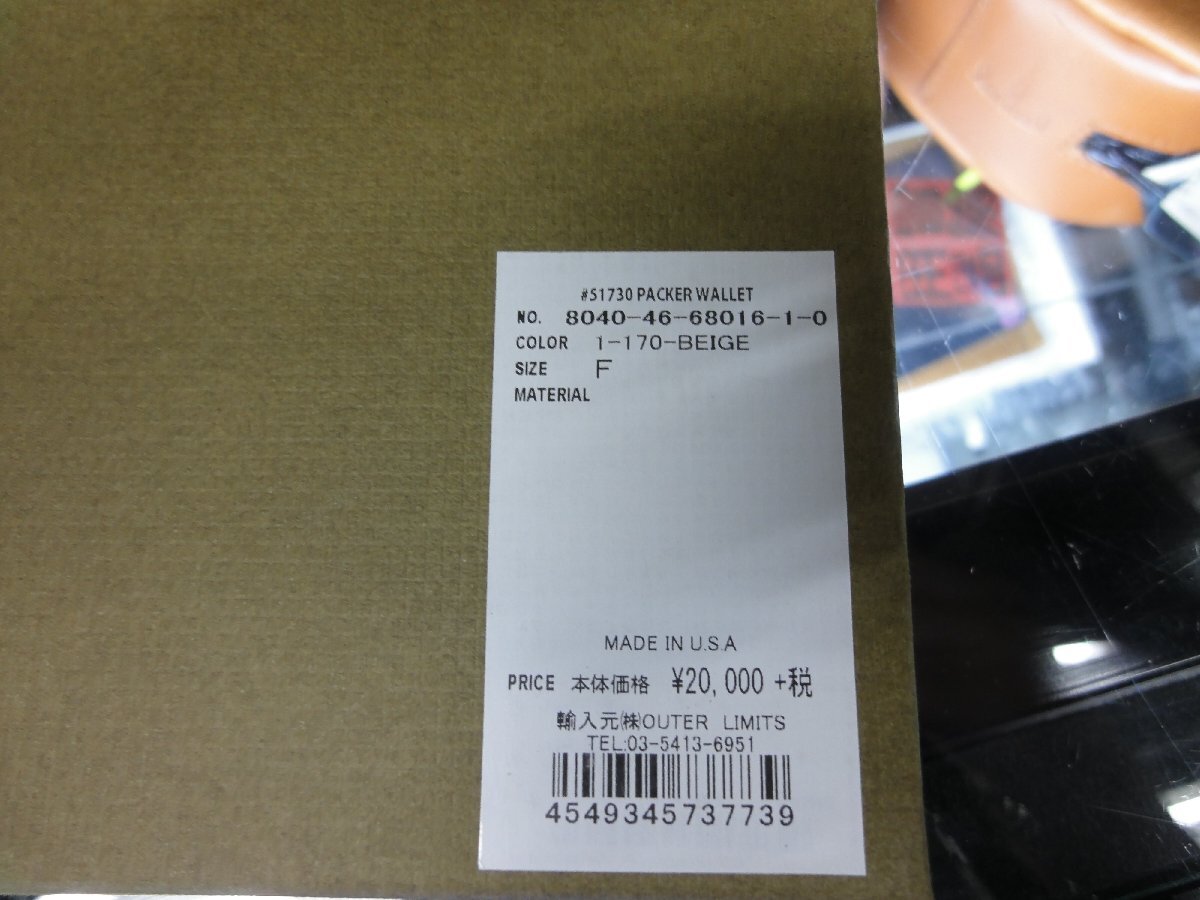 #51730 PACKER WALLET
NO. 8040-46-68016-1-0
COLOR 1-170-BEIGE
SIZE F
MATERIAL
MADE IN U.S.A
PRICE 本体価格 ¥20,000 +税
輸入元㈱OUTER LIMITS
TEL:03-5413-6951
4549345737739